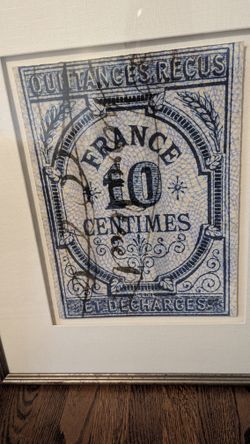 QUITTANCES, REÇUS
FRANCE
10
CENTIMES
ET DÉCHARGES.